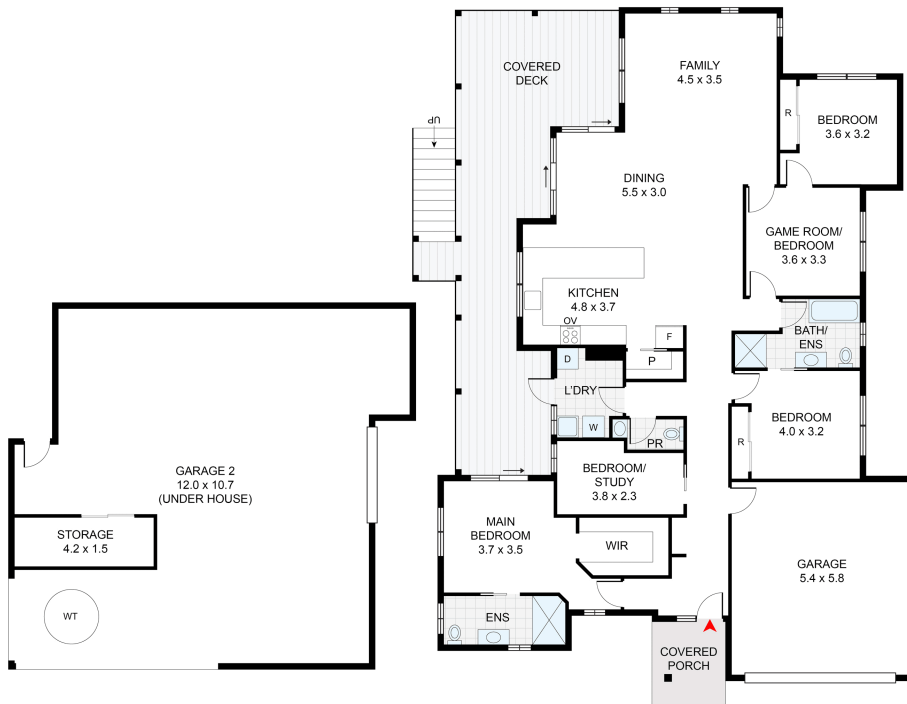 COVERED
DECK
FAMILY
4.5 x 3.5
UP
R
BEDROOM
3.6 x 3.2
DINING
5.5 x 3.0
GAME ROOM/
BEDROOM
3.6 x 3.3
KITCHEN
4.8 x 3.7
OV
F
P
BATH/
ENS
D
L'DRY
W
PR
BEDROOM
4.0 x 3.2
R
BEDROOM/
STUDY
3.8 x 2.3
GARAGE 2
12.0 x 10.7
(UNDER HOUSE)
STORAGE
4.2 x 1.5
WT
MAIN
BEDROOM
3.7 x 3.5
WIR
GARAGE
5.4 x 5.8
ENS
COVERED
PORCH